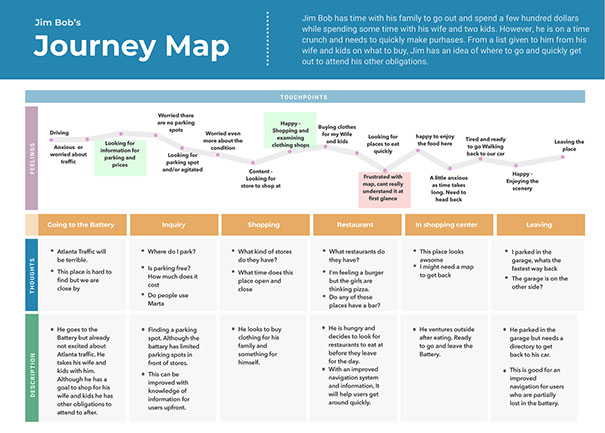 Jim Bob's
Journey Map
Jim Bob has time with his family to go out and spend a few hundred dollars
while spending some time with his wife and two kids. However, he is on a time
crunch and needs to quickly make purhases. From a list given to him from his
wife and kids on what to buy, Jim has an idea of where to go and quickly get
out to attend his other obligations.
TOUCHPOINTS
FEELINGS
Driving
Anxious or
worried about
traffic
Looking for
information for
parking and
prices
Worried there
are no parking
spots
Looking for
parking spot
and/or agitated
Worried even
more about the
condition
Content -
Looking for
store to shop at
Happy -
Shopping and
examining
clothing shops
Buying clothes
for my Wife
and kids
Looking for
places to eat
quickly
Frustrated with
map, cant really
understand it at
first glance
happy to enjoy
the food here
A little anxious
as time takes
long. Need to
head back
Tired and ready
to go Walking
back to our car
Happy -
Enjoying the
scenery
Leaving the
place
Going to the Battery
Inquiry
Shopping
Restaurant
In shopping center
Leaving
THOUGHTS
* Atlanta Traffic will
be terrible.
* This place is hard to
find but we are
close by
* Where do I park?
* Is parking free?
How much does it
cost
* Do people use
Marta
* What kind of stores
do they have?
* What time does this
place open and
close
* What restaurants do
they have?
* I'm feeling a burger
but the girls are
thinking pizza.
* Do any of these
places have a bar?
* This place looks
awsome
* I might need a map
to get back
* I parked in the
garage, whats the
fastest way back
* The garage is on the
other side?
DESCRIPTION
* He goes to the
Battery but already
not excited about
Atlanta traffic. He
takes his wife and
kids with him.
Although he has a
goal to shop for his
wife and kids he has
other obligations to
attend to after.
* Finding a parking
spot. Although the
battary has limited
parking spots in
front of stores.
* This can be
improved with
knowledge of
information for
users upfront.
* He looks to buy
clothing for his
family and
something for
himself.
* He is hungry and
decides to look for
restaurants to eat at
before they leave
for the day.
* With an improved
navigation system
and information, It
will help users get
around quickly.
* He ventures outside
after eating. Ready
to go and leave the
Battery.
* He parked in the
garage but needs a
directory to get
back to his car.
* This is good for an
improved
navigation for users
who are partially
lost in the battery.